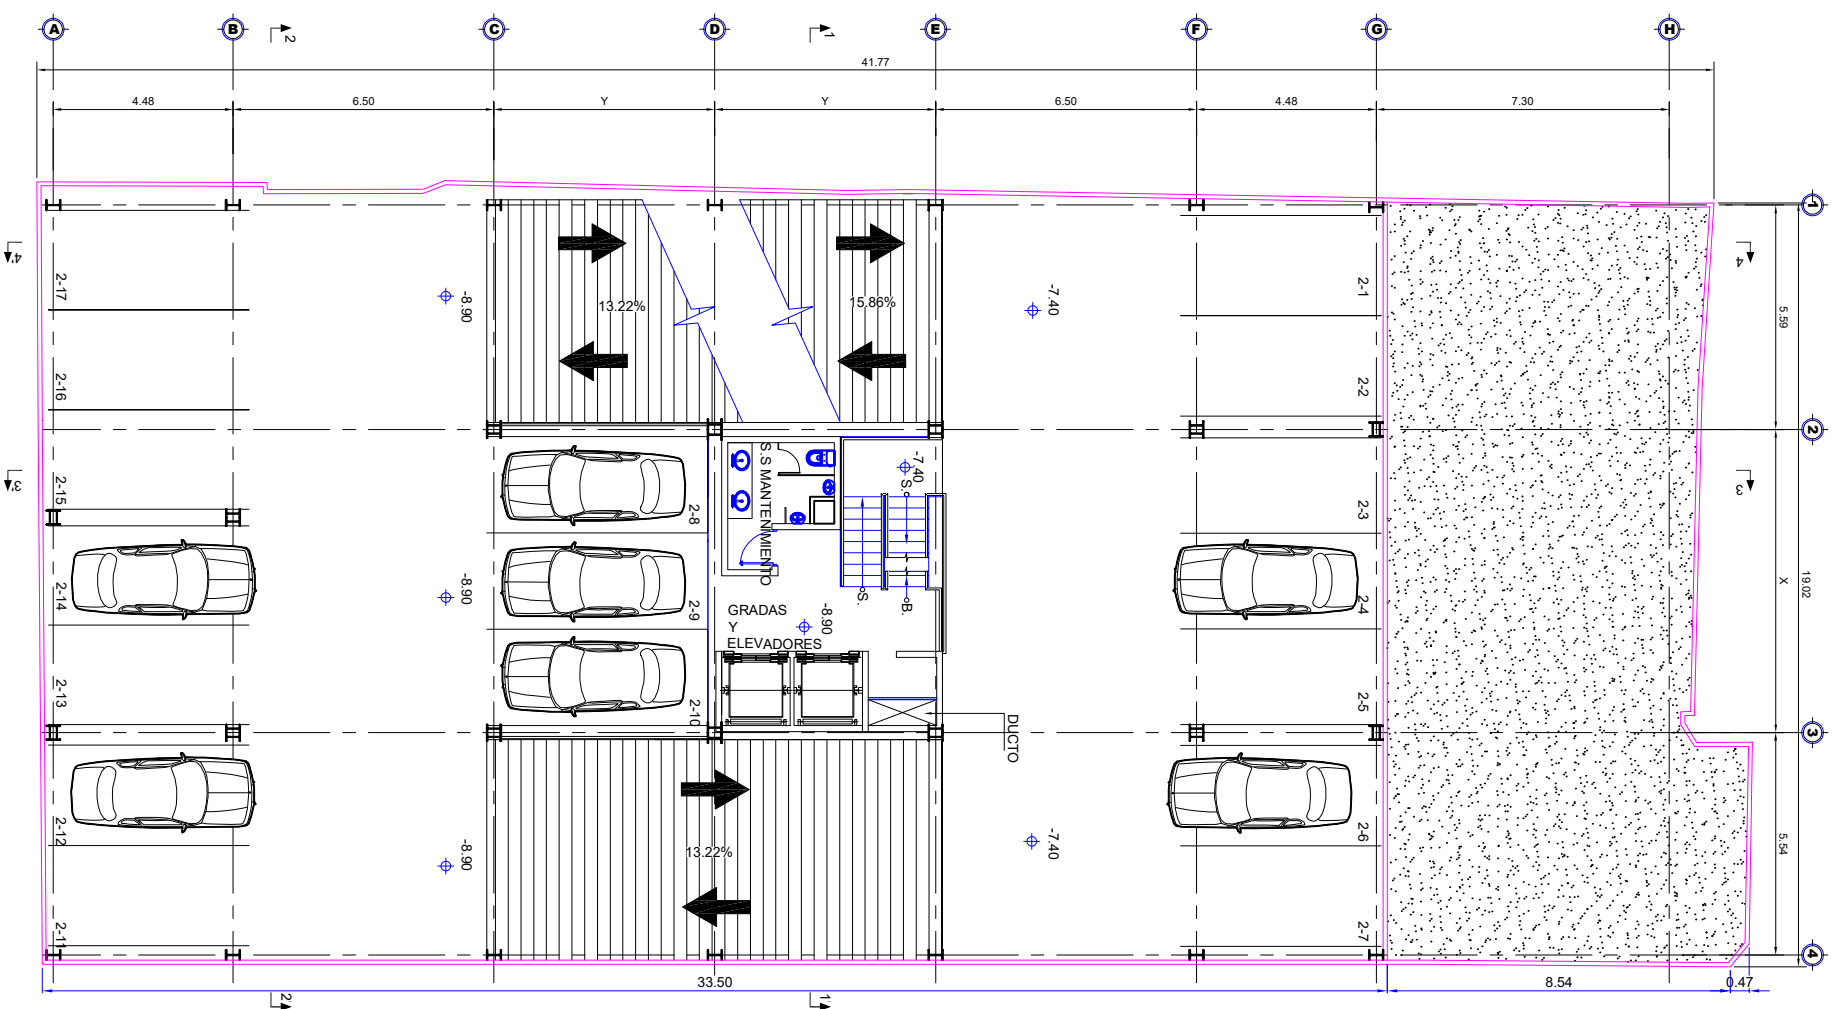 A B C D E F G H
2 1
41.77
4.48 6.50 Y Y 6.50 4.48 7.30
1
4' 4
2-17 -8.90 13.22% 15.86% -7.40 2-1 5.59
2-16 2-2
2
3' 3
2-15 2-8 S.S MANTENIMIENTO -7.40 S. 2-3
2-14 -8.90 2-9 S B. 2-4 X 19.02
GRADAS
Y
ELEVADORES
-8.90
2-13 2-10 DUCTO 2-5
3
2-12 -8.90 13.22% -7.40 2-6 5.54
2-11 2-7
4
33.50 8.54 0.47
2' 1'